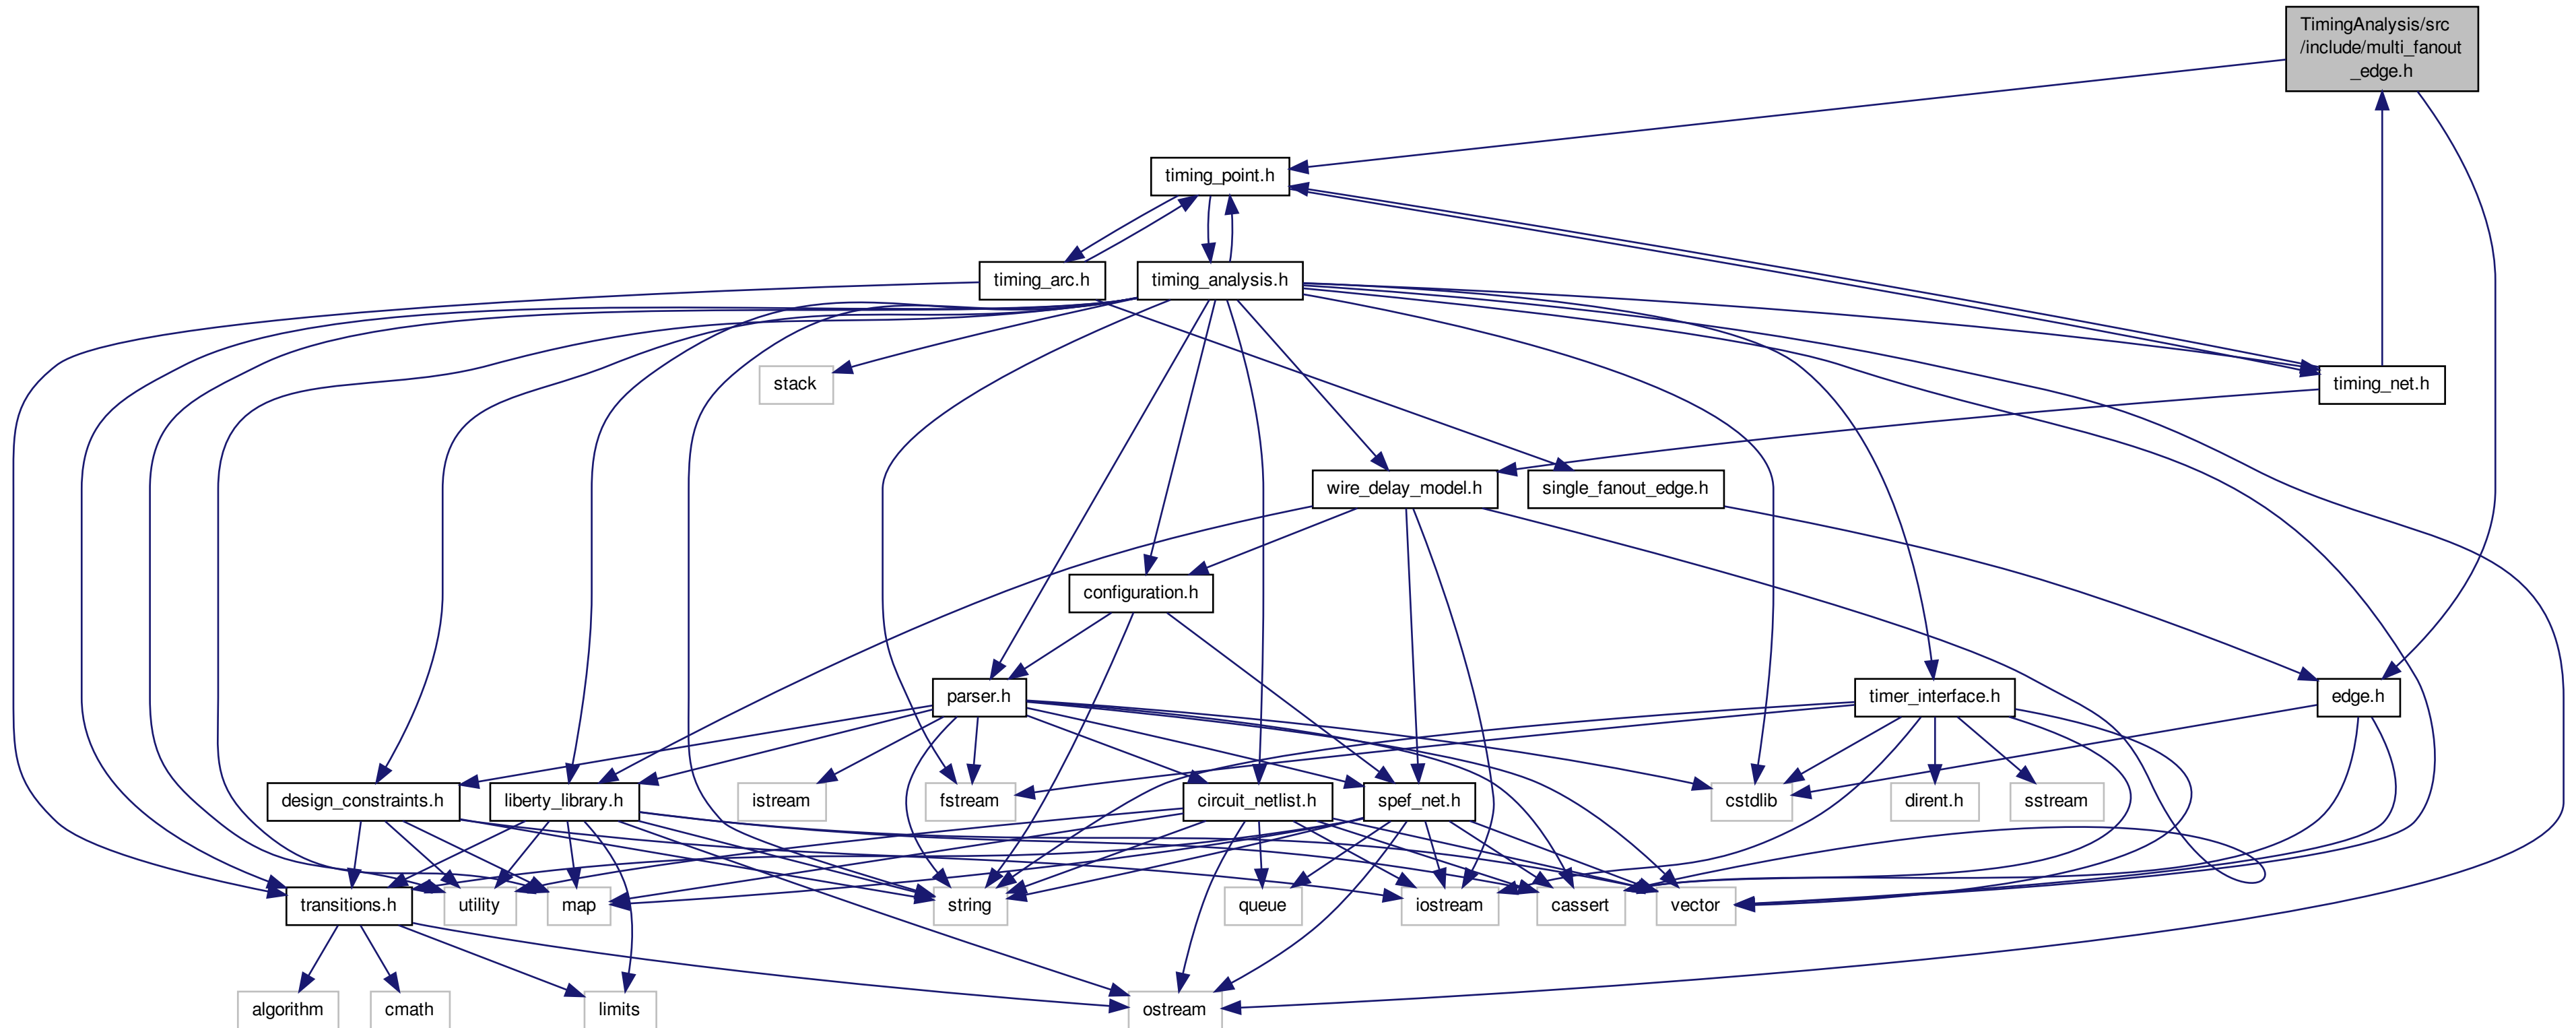 TimingAnalysis/src
/include/multi_fanout
_edge.h
timing_point.h
timing_arc.h
timing_analysis.h
stack
timing_net.h
wire_delay_model.h
single_fanout_edge.h
configuration.h
parser.h
timer_interface.h
edge.h
design_constraints.h
liberty_library.h
istream
fstream
circuit_netlist.h
spef_net.h
cstdlib
dirent.h
sstream
transitions.h
utility
map
string
queue
iostream
cassert
vector
algorithm
cmath
limits
ostream